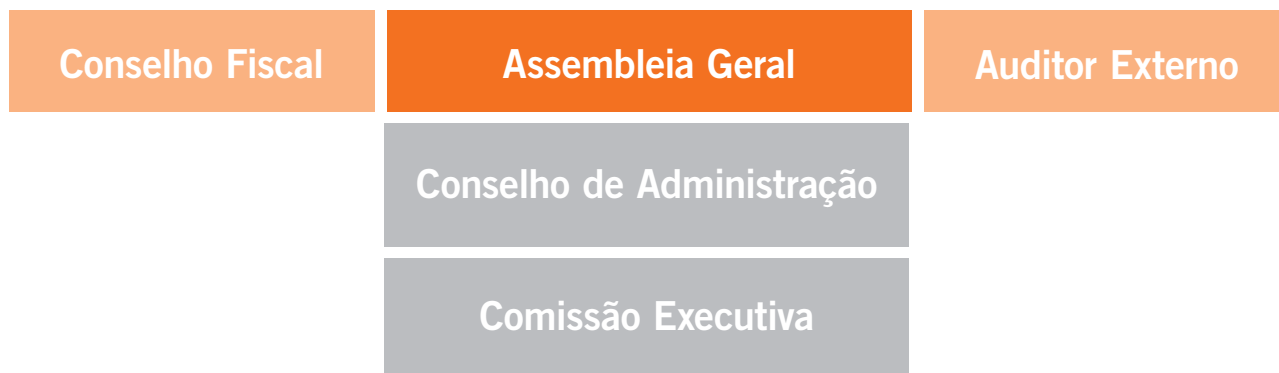 Conselho Fiscal
Assembleia Geral
Auditor Externo
Conselho de Administração
Comissão Executiva